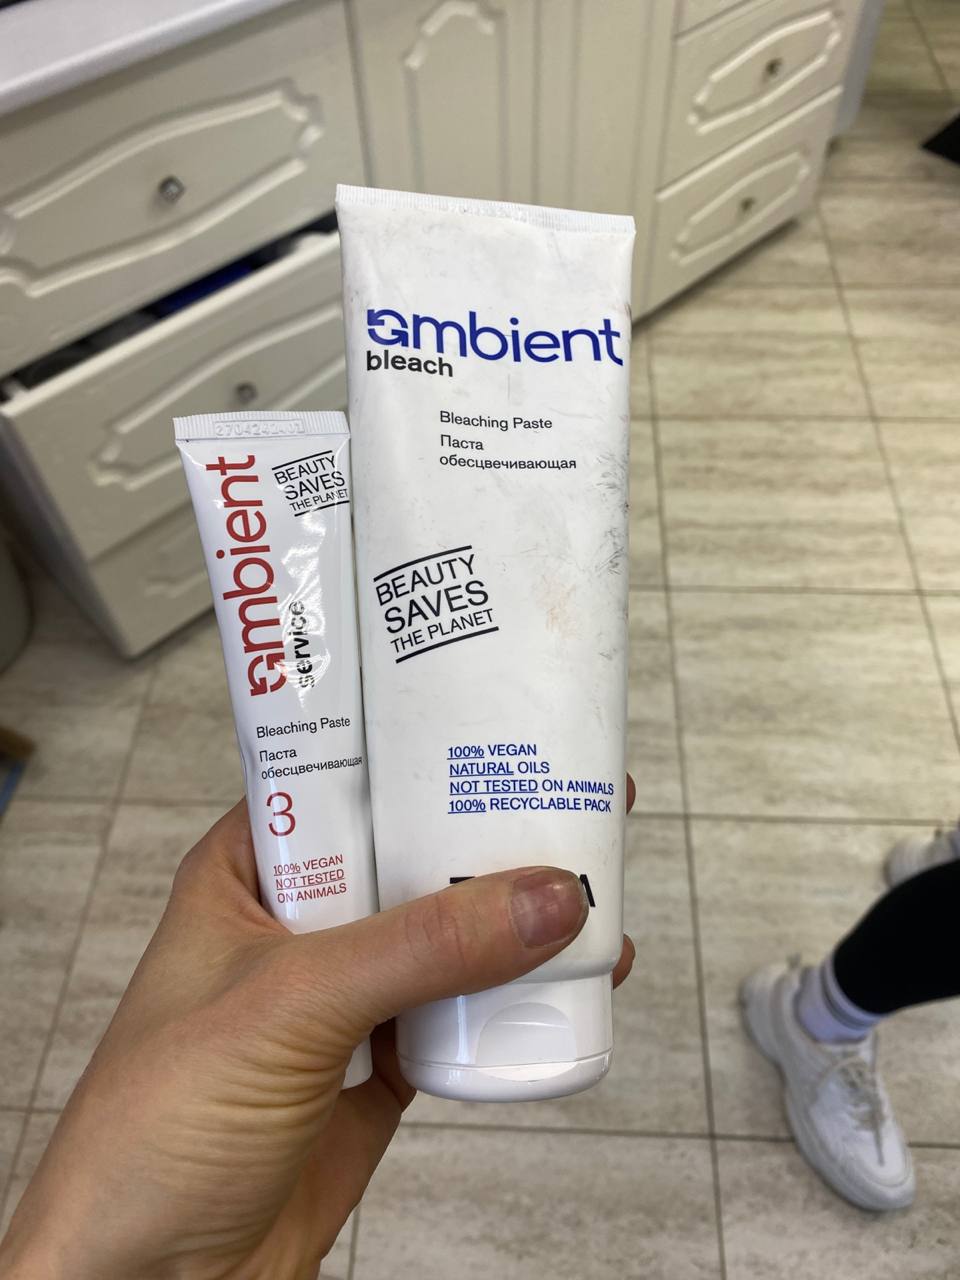 ambient
bleach
Bleaching Paste
Паста
обесцвечивающая
BEAUTY
SAVES
THE PLANET
100% VEGAN
NATURAL OILS
NOT TESTED ON ANIMALS
100% RECYCLABLE PACK
ambient
service
BEAUTY
SAVES
THE PLANET
Bleaching Paste
Паста
обесцвечивающая
3
100% VEGAN
NOT TESTED
ON ANIMALS